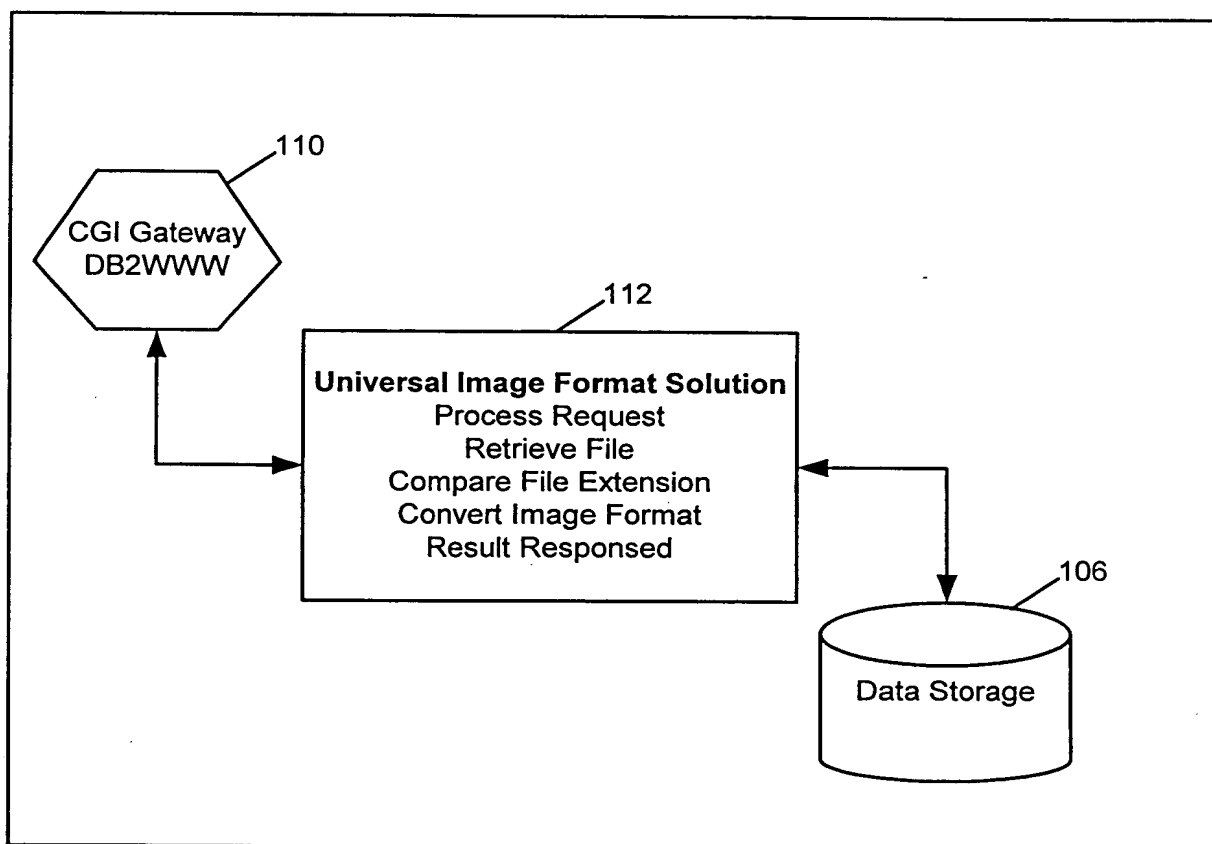 110
CGI Gateway
DB2WWW
112
Universal Image Format Solution
Process Request
Retrieve File
Compare File Extension
Convert Image Format
Result Responsed
106
Data Storage